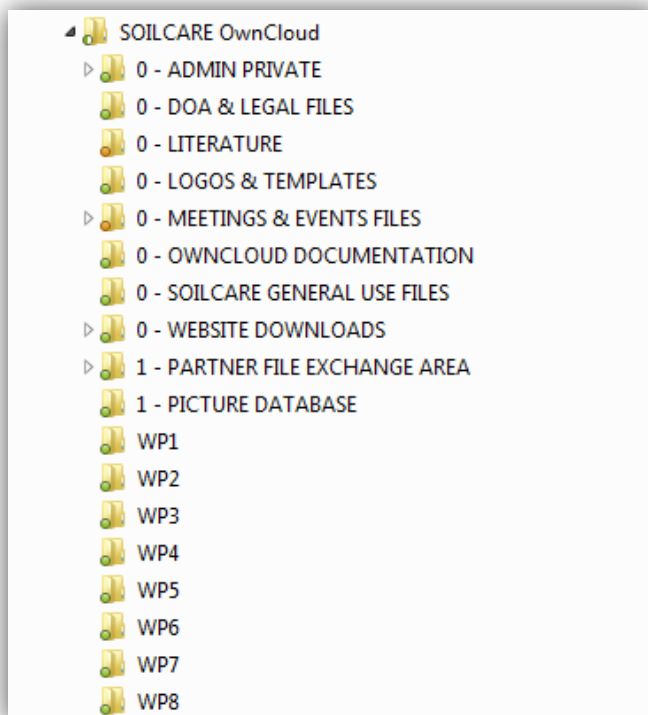 SOILCARE OwnCloud
0 - ADMIN PRIVATE
0 - DOA & LEGAL FILES
0 - LITERATURE
0 - LOGOS & TEMPLATES
0 - MEETINGS & EVENTS FILES
0 - OWNCLOUD DOCUMENTATION
0 - SOILCARE GENERAL USE FILES
0 - WEBSITE DOWNLOADS
1 - PARTNER FILE EXCHANGE AREA
1 - PICTURE DATABASE
WP1
WP2
WP3
WP4
WP5
WP6
WP7
WP8